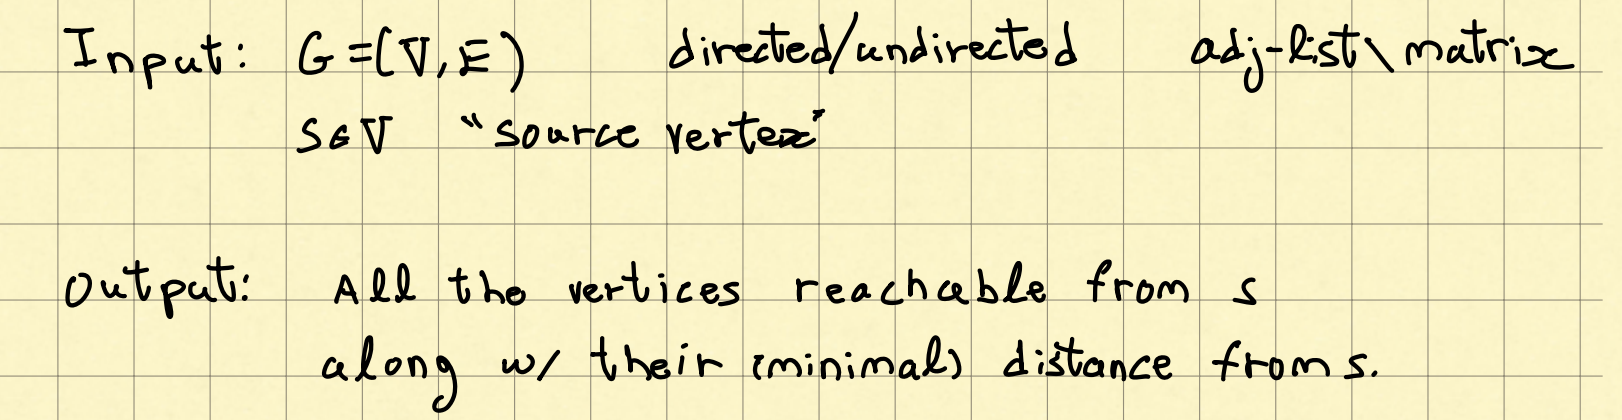 Input: G=(V,E) directed/undirected adj-list\matrix
s∈V "source vertex"
output: All the vertices reachable from s
along w/ their (minimal) distance from s.